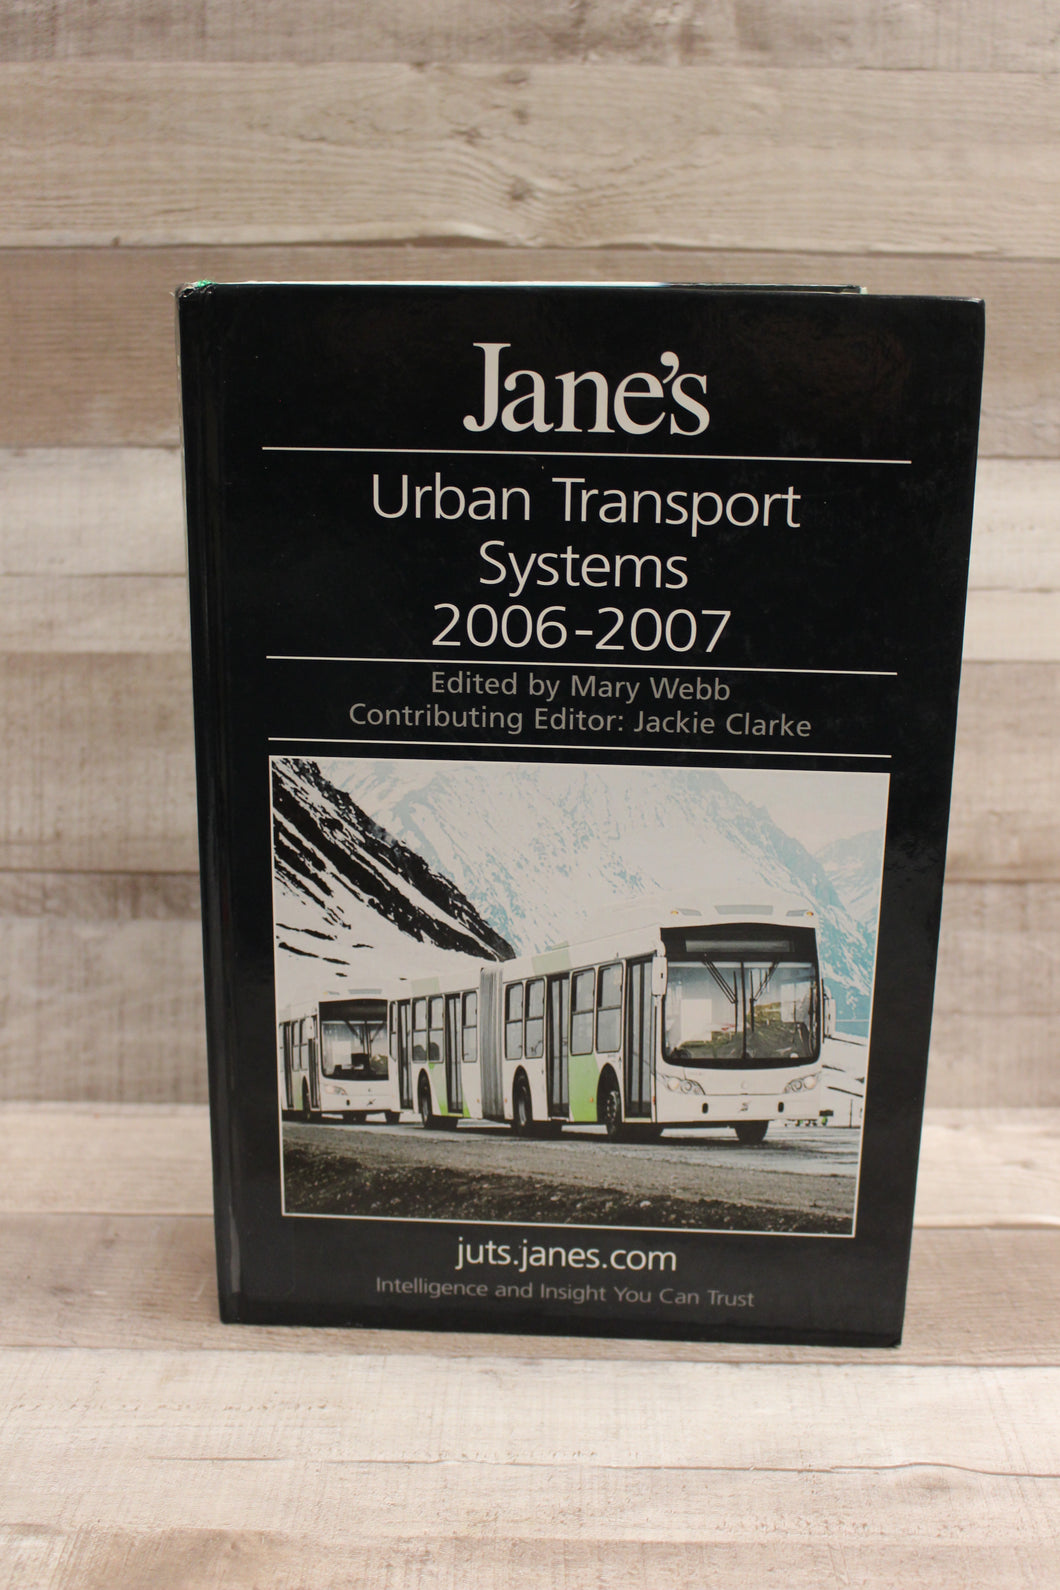 Jane's
Urban Transport
Systems
2006-2007
Edited by Mary Webb
Contributing Editor: Jackie Clarke
juts.janes.com
Intelligence and Insight You Can Trust